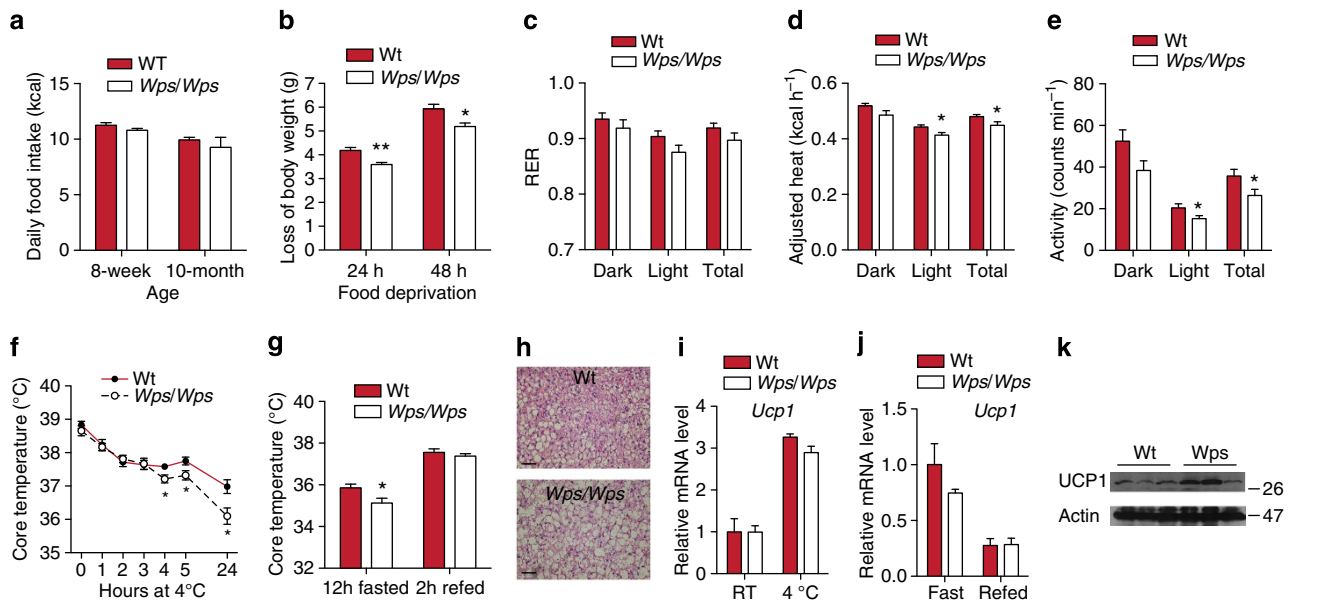 a
WT
Wps/Wps
Daily food intake (kcal)
15
10
5
0
8-week 10-month
Age
b
Wt
Wps/Wps
Loss of body weight (g)
7
6
5
4
3
2
1
0
**
*
24 h 48 h
Food deprivation
c
Wt
Wps/Wps
RER
1.0
0.9
0.8
0.7
Dark Light Total
d
Wt
Wps/Wps
Adjusted heat (kcal h⁻¹)
0.6
0.4
0.2
0.0
*
*
Dark Light Total
e
Wt
Wps/Wps
Activity (counts min⁻¹)
80
60
40
20
0
*
*
Dark Light Total
f
Wt
Wps/Wps
Core temperature (°C)
40
39
38
37
36
35
* *
*
0 1 2 3 4 5 24
Hours at 4°C
g
Wt
Wps/Wps
Core temperature (°C)
40
38
36
34
32
*
12h fasted 2h refed
h
Wt
Wps/Wps
i
Wt
Wps/Wps
Ucp1
Relative mRNA level
4
3
2
1
0
RT 4 °C
j
Wt
Wps/Wps
Ucp1
Relative mRNA level
1.5
1.0
0.5
0.0
Fast Refed
k
Wt Wps
UCP1 26
Actin 47